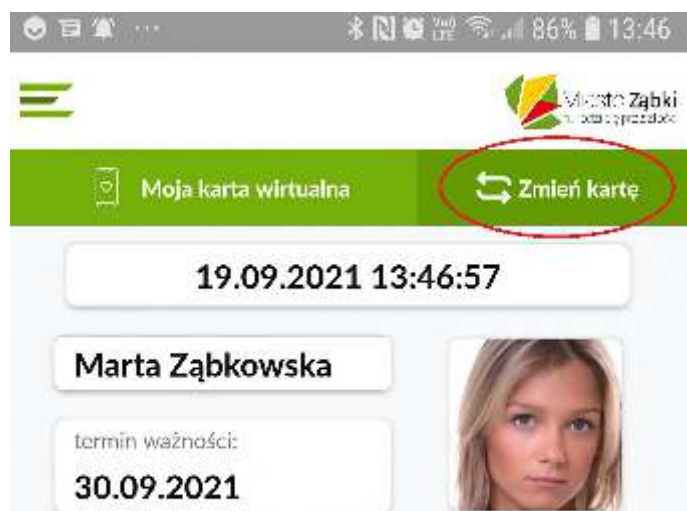 86% 13:46
Miasto Ząbki
Moja karta wirtualna
Zmień kartę
19.09.2021 13:46:57
Marta Ząbkowska
termin ważności:
30.09.2021